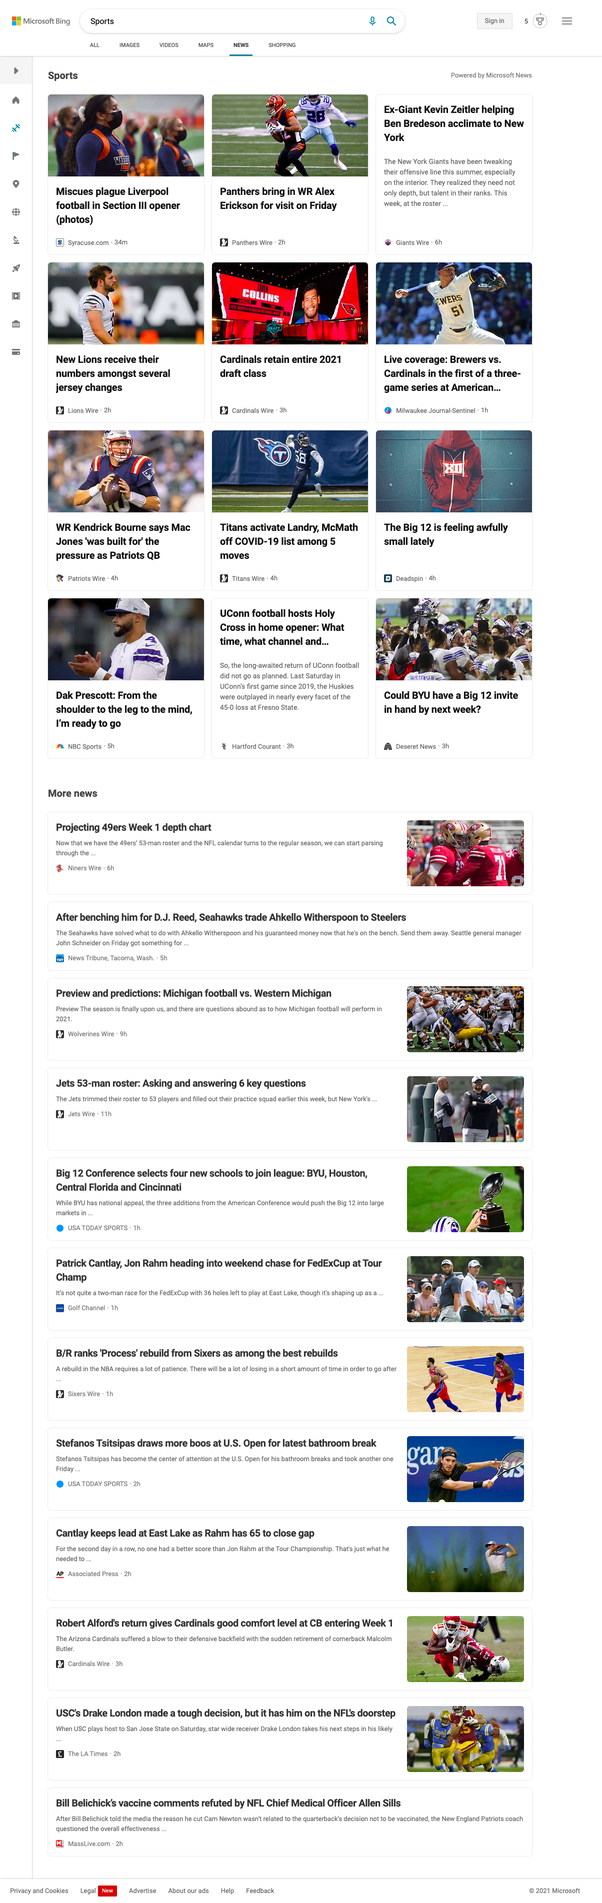 Microsoft Bing
Sports
Sign in
5
ALL IMAGES VIDEOS MAPS NEWS SHOPPING
Sports
Powered by Microsoft News
Miscues plague Liverpool
football in Section III opener
(photos)
Syracuse.com · 34m
28
Panthers bring in WR Alex
Erickson for visit on Friday
Panthers Wire · 2h
Ex-Giant Kevin Zeitler helping
Ben Bredeson acclimate to New
York
The New York Giants have been tweaking
their offensive line this summer, especially
on the interior. They realized they need not
only depth, but talent in their ranks. This
week, at the roster ...
Giants Wire · 6h
New Lions receive their
numbers amongst several
jersey changes
Lions Wire · 2h
COLLINS
Cardinals retain entire 2021
draft class
Cardinals Wire · 3h
EWERS
51
Live coverage: Brewers vs.
Cardinals in the first of a three-
game series at American...
Milwaukee Journal-Sentinel · 1h
WR Kendrick Bourne says Mac
Jones 'was built for' the
pressure as Patriots QB
Patriots Wire · 4h
Titans activate Landry, McMath
off COVID-19 list among 5
moves
Titans Wire · 4h
XII
The Big 12 is feeling awfully
small lately
Deadspin · 4h
Dak Prescott: From the
shoulder to the leg to the mind,
I'm ready to go
NBC Sports · 5h
UConn football hosts Holy
Cross in home opener: What
time, what channel and...
So, the long-awaited return of UConn football
did not go as planned. Last Saturday in
UConn's first game since 2019, the Huskies
were outplayed in nearly every facet of the
45-0 loss at Fresno State.
Hartford Courant · 3h
Could BYU have a Big 12 invite
in hand by next week?
Deseret News · 3h
More news
Projecting 49ers Week 1 depth chart
Now that we have the 49ers' 53-man roster and the NFL calendar turns to the regular season, we can start parsing
through the ...
Niners Wire · 6h
71
After benching him for D.J. Reed, Seahawks trade Ahkello Witherspoon to Steelers
The Seahawks have solved what to do with Ahkello Witherspoon and his guaranteed money now that he's on the bench. Send them away. Seattle general manager
John Schneider on Friday got something for ...
News Tribune, Tacoma, Wash. · 5h
Preview and predictions: Michigan football vs. Western Michigan
Preview The season is finally upon us, and there are questions abound as to how Michigan football will perform in
2021.
Wolverines Wire · 9h
Jets 53-man roster: Asking and answering 6 key questions
The Jets trimmed their roster to 53 players and filled out their practice squad earlier this week, but New York's ...
Jets Wire · 11h
Big 12 Conference selects four new schools to join league: BYU, Houston,
Central Florida and Cincinnati
While BYU has national appeal, the three additions from the American Conference would push the Big 12 into large
markets in ...
USA TODAY SPORTS · 1h
Patrick Cantlay, Jon Rahm heading into weekend chase for FedExCup at Tour
Champ
It's not quite a two-man race for the FedExCup with 36 holes left to play at East Lake, though it's shaping up as a ...
Golf Channel · 1h
B/R ranks 'Process' rebuild from Sixers as among the best rebuilds
A rebuild in the NBA requires a lot of patience. There will be a lot of losing in a short amount of time in order to go after
...
Sixers Wire · 1h
Stefanos Tsitsipas draws more boos at U.S. Open for latest bathroom break
Stefanos Tsitsipas has become the center of attention at the U.S. Open for his bathroom breaks and took another one
Friday ...
USA TODAY SPORTS · 2h
Cantlay keeps lead at East Lake as Rahm has 65 to close gap
For the second day in a row, no one had a better score than Jon Rahm at the Tour Championship. That's just what he
needed to ...
AP Associated Press · 2h
Robert Alford's return gives Cardinals good comfort level at CB entering Week 1
The Arizona Cardinals suffered a blow to their defensive backfield with the sudden retirement of cornerback Malcolm
Butler.
Cardinals Wire · 3h
USC's Drake London made a tough decision, but it has him on the NFL's doorstep
When USC plays host to San Jose State on Saturday, star wide receiver Drake London takes his next steps in his likely
...
The LA Times · 2h
Bill Belichick's vaccine comments refuted by NFL Chief Medical Officer Allen Sills
After Bill Belichick told the media the reason he cut Cam Newton wasn't related to the quarterback's decision not to be vaccinated, the New England Patriots coach
questioned the overall effectiveness ...
MassLive.com · 2h
Privacy and Cookies Legal New Advertise About our ads Help Feedback © 2021 Microsoft